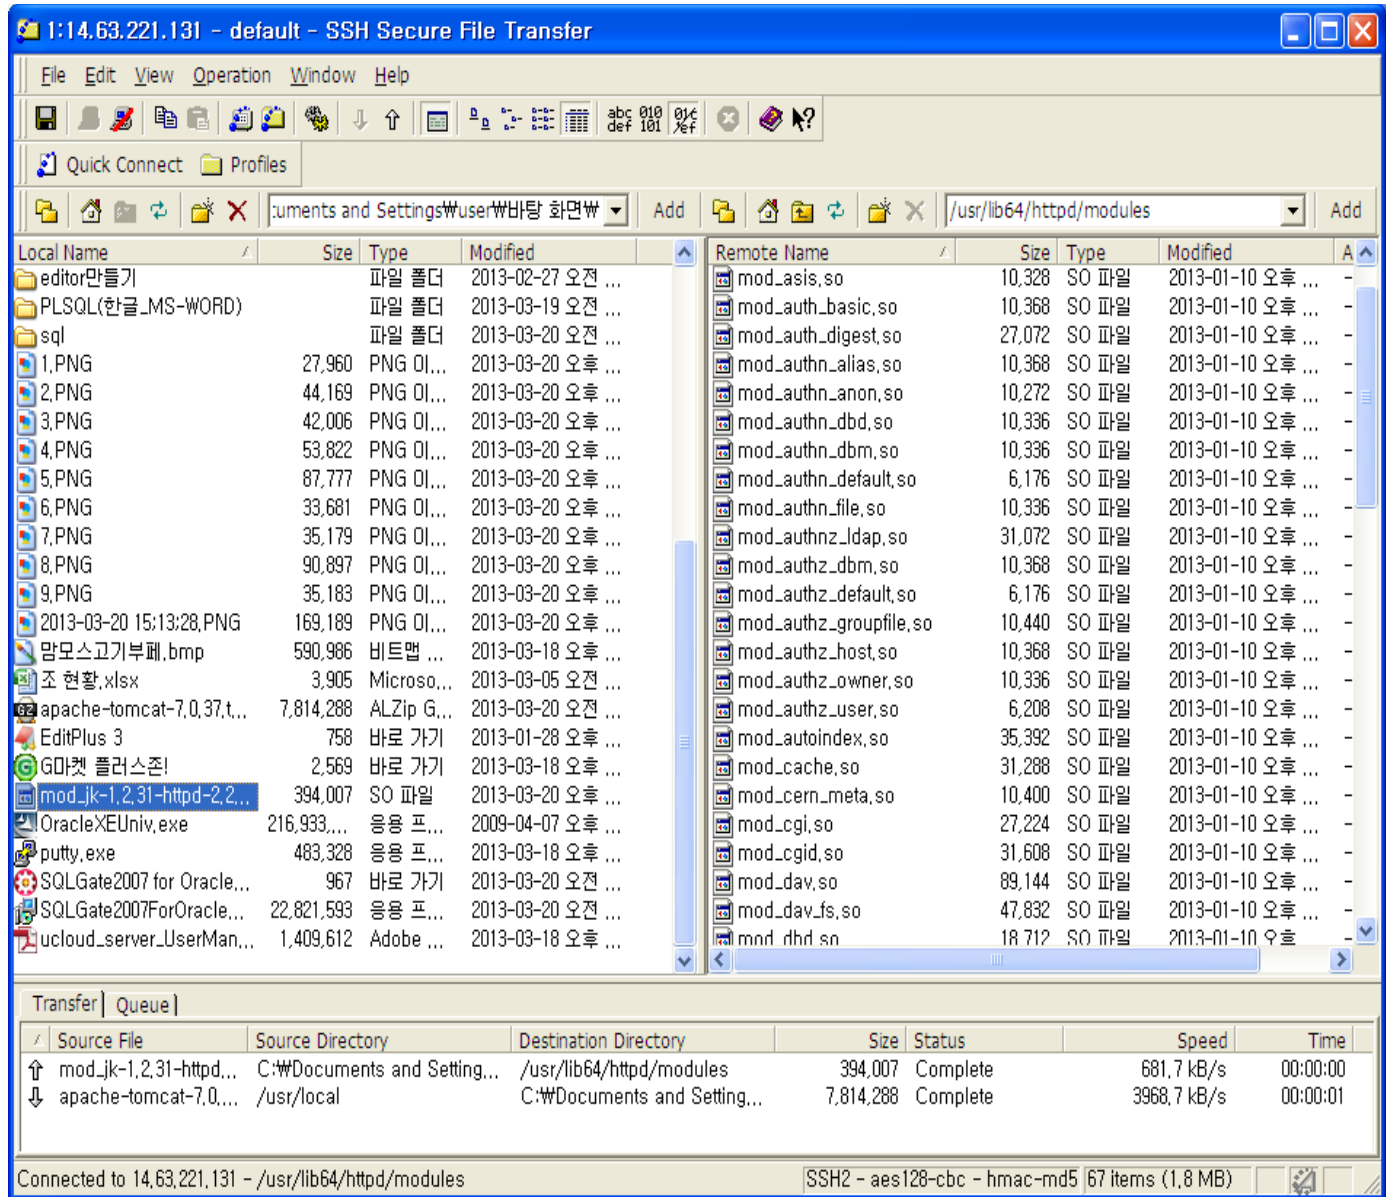 1:14.63.221.131 - default - SSH Secure File Transfer
File Edit View Operation Window Help
abc def 010 101
Quick Connect Profiles
:uments and Settings₩user₩바탕 화면₩ Add /usr/lib64/httpd/modules Add
Local Name Size Type Modified Remote Name Size Type Modified A
editor만들기 파일 폴더 2013-02-27 오전 ... mod_asis,so 10,328 SO 파일 2013-01-10 오후 ... -
PLSQL(한글_MS-WORD) 파일 폴더 2013-03-19 오전 ... mod_auth_basic,so 10,368 SO 파일 2013-01-10 오후 ... -
sql 파일 폴더 2013-03-20 오전 ... mod_auth_digest,so 27,072 SO 파일 2013-01-10 오후 ... -
1,PNG 27,960 PNG 이... 2013-03-20 오후 ... mod_authn_alias,so 10,368 SO 파일 2013-01-10 오후 ... -
2,PNG 44,169 PNG 이... 2013-03-20 오후 ... mod_authn_anon,so 10,272 SO 파일 2013-01-10 오후 ... -
3,PNG 42,006 PNG 이... 2013-03-20 오후 ... mod_authn_dbd,so 10,336 SO 파일 2013-01-10 오후 ... -
4,PNG 53,822 PNG 이... 2013-03-20 오후 ... mod_authn_dbm,so 10,336 SO 파일 2013-01-10 오후 ... -
5,PNG 87,777 PNG 이... 2013-03-20 오후 ... mod_authn_default,so 6,176 SO 파일 2013-01-10 오후 ... -
6,PNG 33,681 PNG 이... 2013-03-20 오후 ... mod_authn_file,so 10,336 SO 파일 2013-01-10 오후 ... -
7,PNG 35,179 PNG 이... 2013-03-20 오후 ... mod_authnz_ldap,so 31,072 SO 파일 2013-01-10 오후 ... -
8,PNG 90,897 PNG 이... 2013-03-20 오후 ... mod_authz_dbm,so 10,368 SO 파일 2013-01-10 오후 ... -
9,PNG 35,183 PNG 이... 2013-03-20 오후 ... mod_authz_default,so 6,176 SO 파일 2013-01-10 오후 ... -
2013-03-20 15;13;28,PNG 169,189 PNG 이... 2013-03-20 오후 ... mod_authz_groupfile,so 10,440 SO 파일 2013-01-10 오후 ... -
맘모스고기부페,bmp 590,986 비트맵 ... 2013-03-18 오후 ... mod_authz_host,so 10,368 SO 파일 2013-01-10 오후 ... -
조 현황,xlsx 3,905 Microso... 2013-03-05 오전 ... mod_authz_owner,so 10,336 SO 파일 2013-01-10 오후 ... -
apache-tomcat-7,0,37,t... 7,814,288 ALZip G... 2013-03-20 오전 ... mod_authz_user,so 6,208 SO 파일 2013-01-10 오후 ... -
EditPlus 3 758 바로 가기 2013-01-28 오후 ... mod_autoindex,so 35,392 SO 파일 2013-01-10 오후 ... -
G마켓 플러스존! 2,569 바로 가기 2013-03-18 오후 ... mod_cache,so 31,288 SO 파일 2013-01-10 오후 ... -
mod_jk-1,2,31-httpd-2,2... 394,007 SO 파일 2013-03-20 오후 ... mod_cern_meta,so 10,400 SO 파일 2013-01-10 오후 ... -
OracleXEUniv,exe 216,933,... 응용 프... 2009-04-07 오후 ... mod_cgi,so 27,224 SO 파일 2013-01-10 오후 ... -
putty,exe 483,328 응용 프... 2013-03-18 오후 ... mod_cgid,so 31,608 SO 파일 2013-01-10 오후 ... -
SQLGate2007 for Oracle... 967 바로 가기 2013-03-20 오전 ... mod_dav,so 89,144 SO 파일 2013-01-10 오후 ... -
SQLGate2007ForOracle,... 22,821,593 응용 프... 2013-03-20 오전 ... mod_dav_fs,so 47,832 SO 파일 2013-01-10 오후 ... -
ucloud_server_UserMan... 1,409,612 Adobe ... 2013-03-18 오후 ... mod_dbd,so 18,712 SO 파일 2013-01-10 오후 ... -
Transfer Queue
Source File Source Directory Destination Directory Size Status Speed Time
mod_jk-1,2,31-httpd... C:₩Documents and Setting... /usr/lib64/httpd/modules 394,007 Complete 681,7 kB/s 00:00:00
apache-tomcat-7,0,... /usr/local C:₩Documents and Setting... 7,814,288 Complete 3968,7 kB/s 00:00:01
Connected to 14,63,221,131 - /usr/lib64/httpd/modules SSH2 - aes128-cbc - hmac-md5 67 items (1,8 MB)